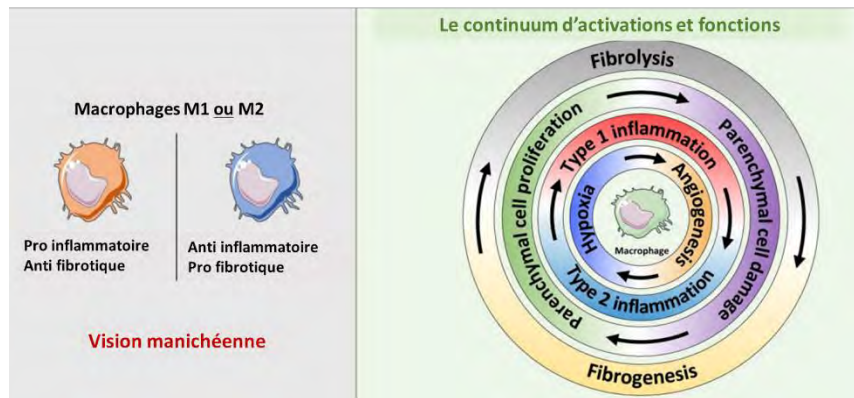 Macrophages M1 ou M2
Pro inflammatoire
Anti fibrotique
Anti inflammatoire
Pro fibrotique
Vision manichéenne
Le continuum d’activations et fonctions
Fibrolysis
Parenchymal cell proliferation
Parenchymal cell damage
Type 1 inflammation
Hypoxia
Angiogenesis
Macrophage
Type 2 inflammation
Fibrogenesis